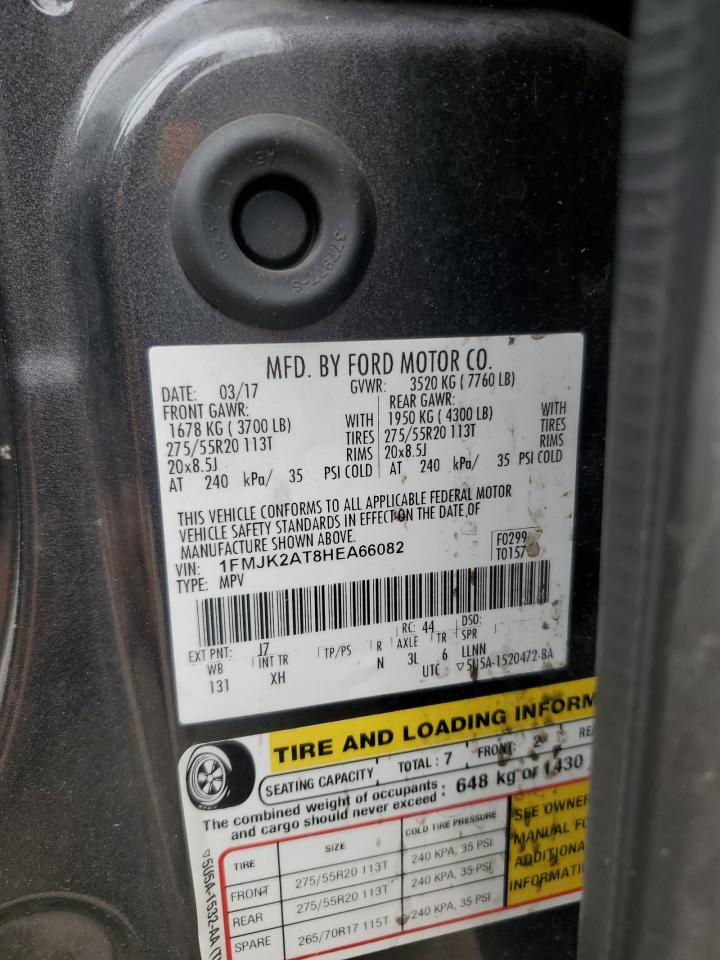 37977-S
MFD. BY FORD MOTOR CO.
DATE: 03/17 GVWR: 3520 KG ( 7760 LB)
FRONT GAWR: REAR GAWR:
1678 KG ( 3700 LB) WITH 1950 KG ( 4300 LB) WITH
275/55R20 113T TIRES 275/55R20 113T TIRES
20x8.5J RIMS 20x8.5J RIMS
AT 240 kPa/ 35 PSI COLD AT 240 kPa/ 35 PSI COLD
THIS VEHICLE CONFORMS TO ALL APPLICABLE FEDERAL MOTOR
VEHICLE SAFETY STANDARDS IN EFFECT ON THE DATE OF
MANUFACTURE SHOWN ABOVE.
VIN: 1FMJK2AT8HEA66082 F0299
TYPE: MPV T0157
EXT PNT: J7 RC: 44 DSO:
WB INT TR TP/PS R AXLE TR SPR
131 XH N 3L 6 LLNN
UTC ▽5U5A-1520472-BA
TIRE AND LOADING INFORM
SEATING CAPACITY TOTAL : 7 FRONT: 2 RE
The combined weight of occupants
and cargo should never exceed : 648 kg or 1430
TIRE SIZE COLD TIRE PRESSURE
FRONT 275/55R20 113T 240 KPA, 35 PSI
REAR 275/55R20 113T 240 KPA, 35 PSI
SPARE 265/70R17 115T 240 KPA, 35 PSI
SEE OWNER
MANUAL FO
ADDITIONA
INFORMATI
▽5U5A-1532-AA